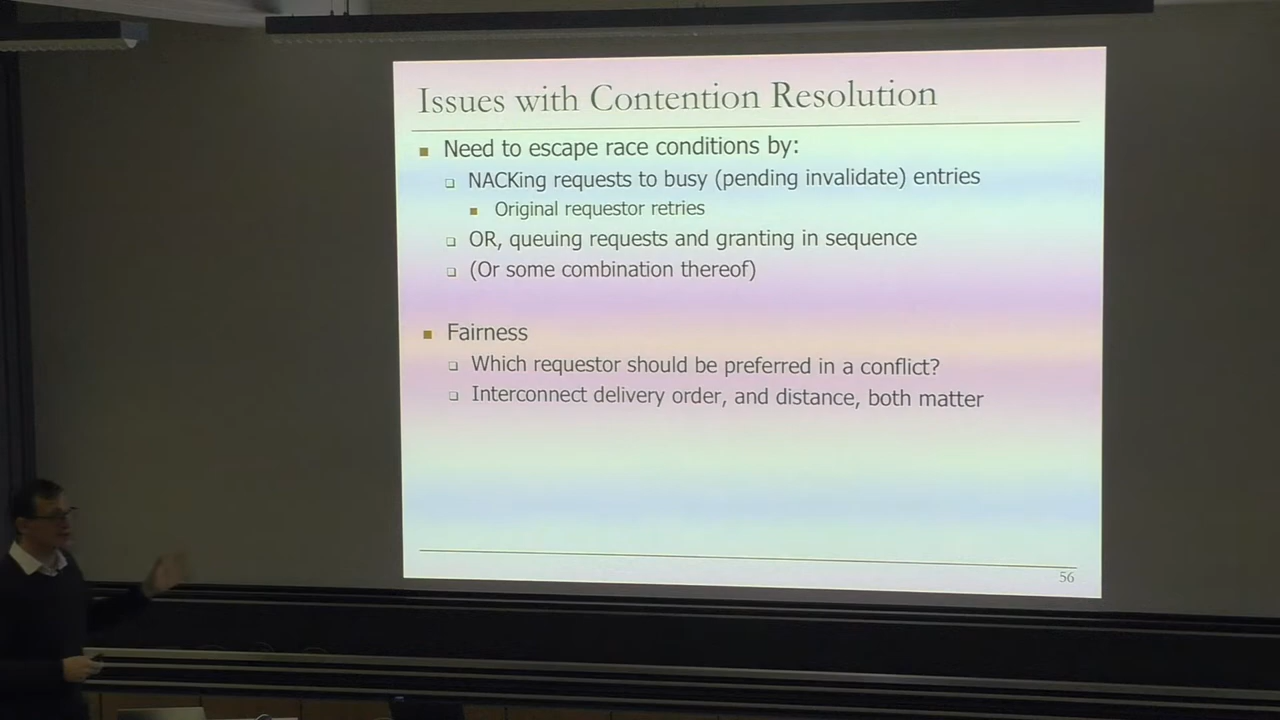 Issues with Contention Resolution
Need to escape race conditions by:
NACKing requests to busy (pending invalidate) entries
Original requestor retries
OR, queuing requests and granting in sequence
(Or some combination thereof)
Fairness
Which requestor should be preferred in a conflict?
Interconnect delivery order, and distance, both matter
56